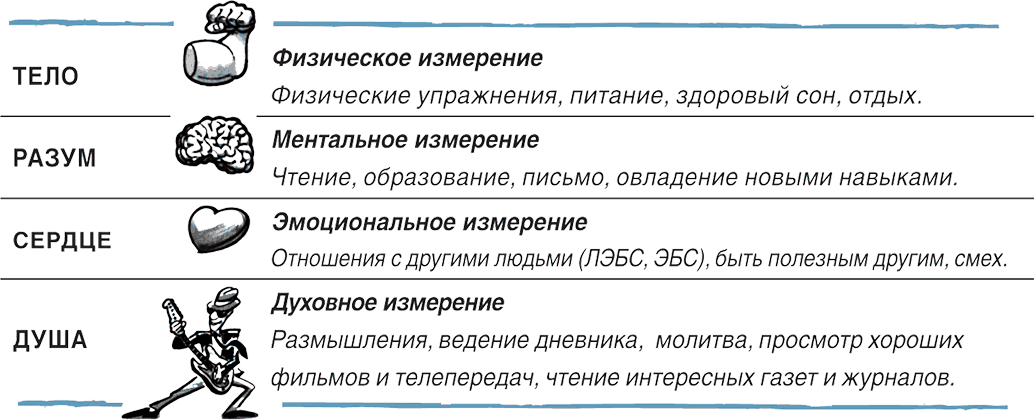 ТЕЛО
Физическое измерение
Физические упражнения, питание, здоровый сон, отдых.
РАЗУМ
Ментальное измерение
Чтение, образование, письмо, овладение новыми навыками.
СЕРДЦЕ
Эмоциональное измерение
Отношения с другими людьми (ЛЭБС, ЭБС), быть полезным другим, смех.
ДУША
Духовное измерение
Размышления, ведение дневника, молитва, просмотр хороших
фильмов и телепередач, чтение интересных газет и журналов.